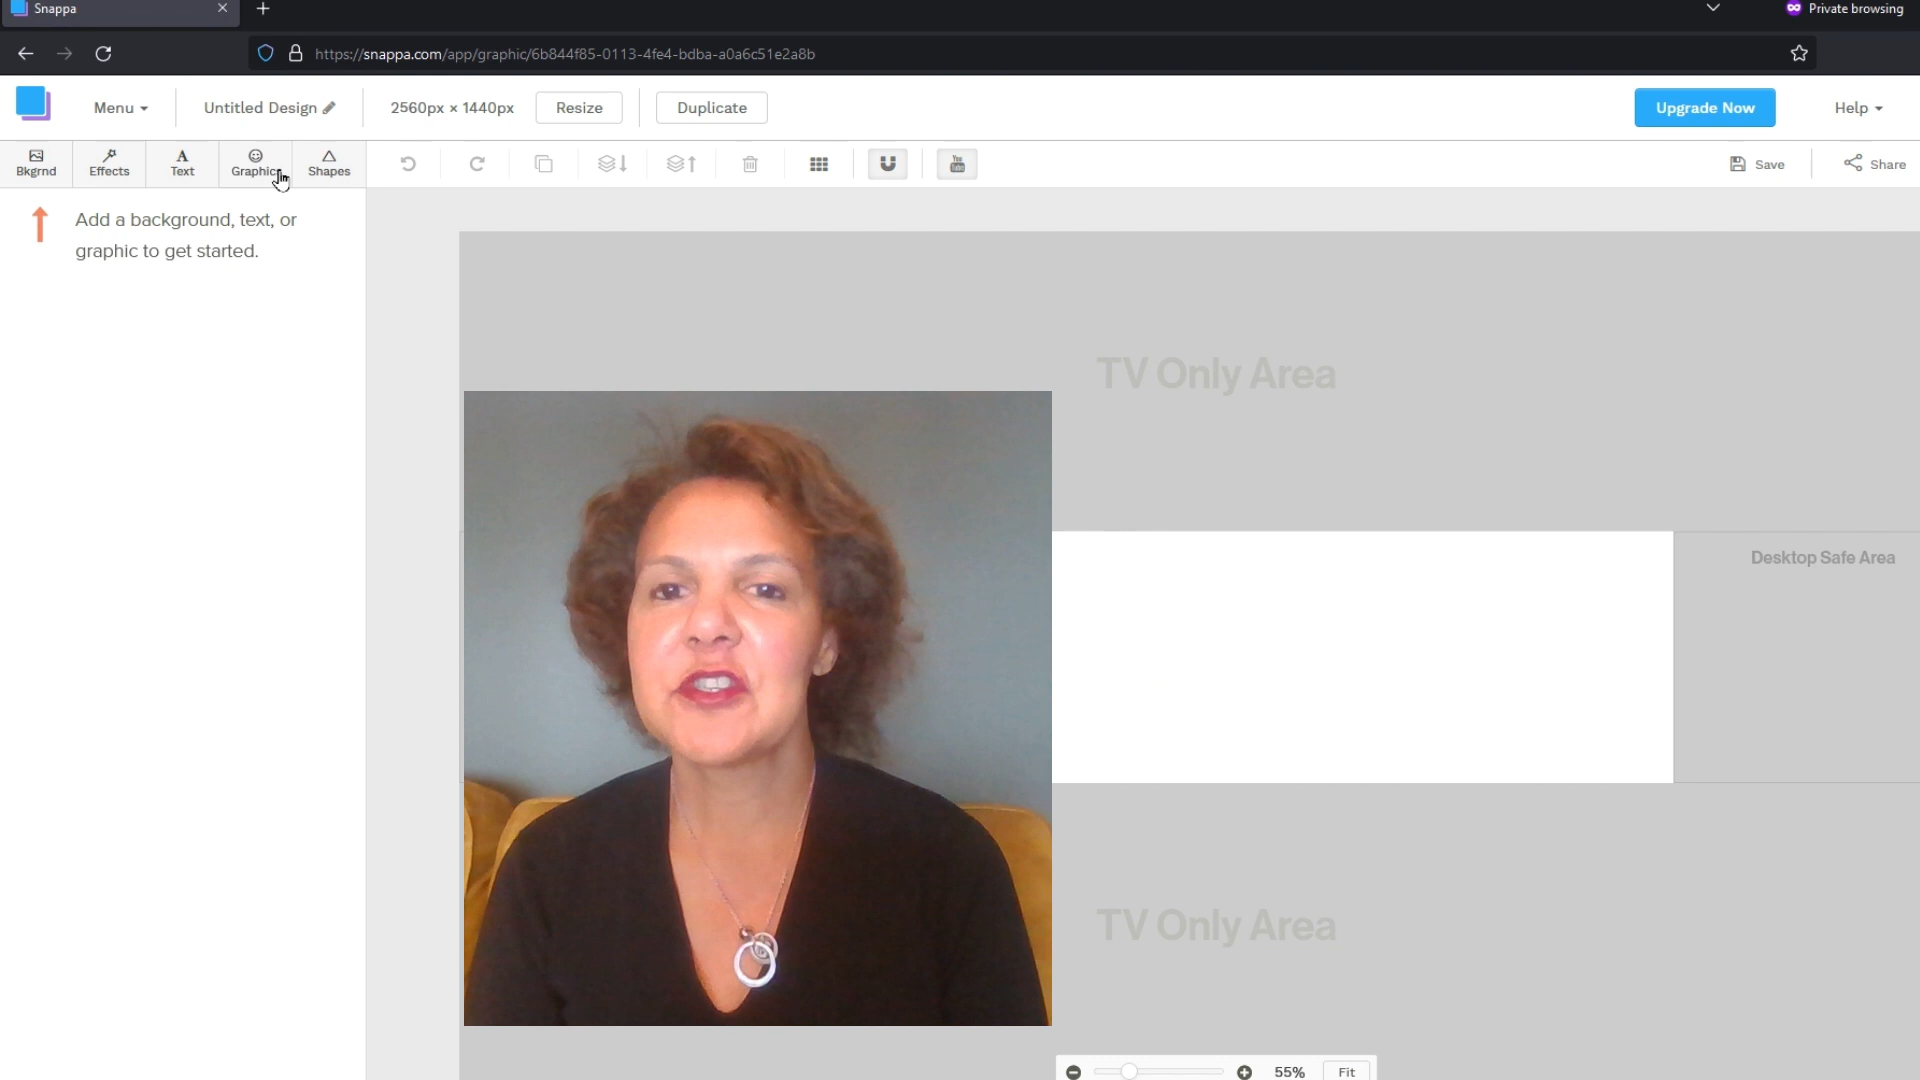 Snappa
Private browsing
https://snappa.com/app/graphic/6b844f85-0113-4fe4-bdba-a0a6c51e2a8b
Menu
Untitled Design
2560px × 1440px
Resize
Duplicate
Upgrade Now
Help
Bkgrnd
Effects
Text
Graphics
Shapes
Save
Share
Add a background, text, or
graphic to get started.
TV Only Area
Desktop Safe Area
TV Only Area
55%
Fit